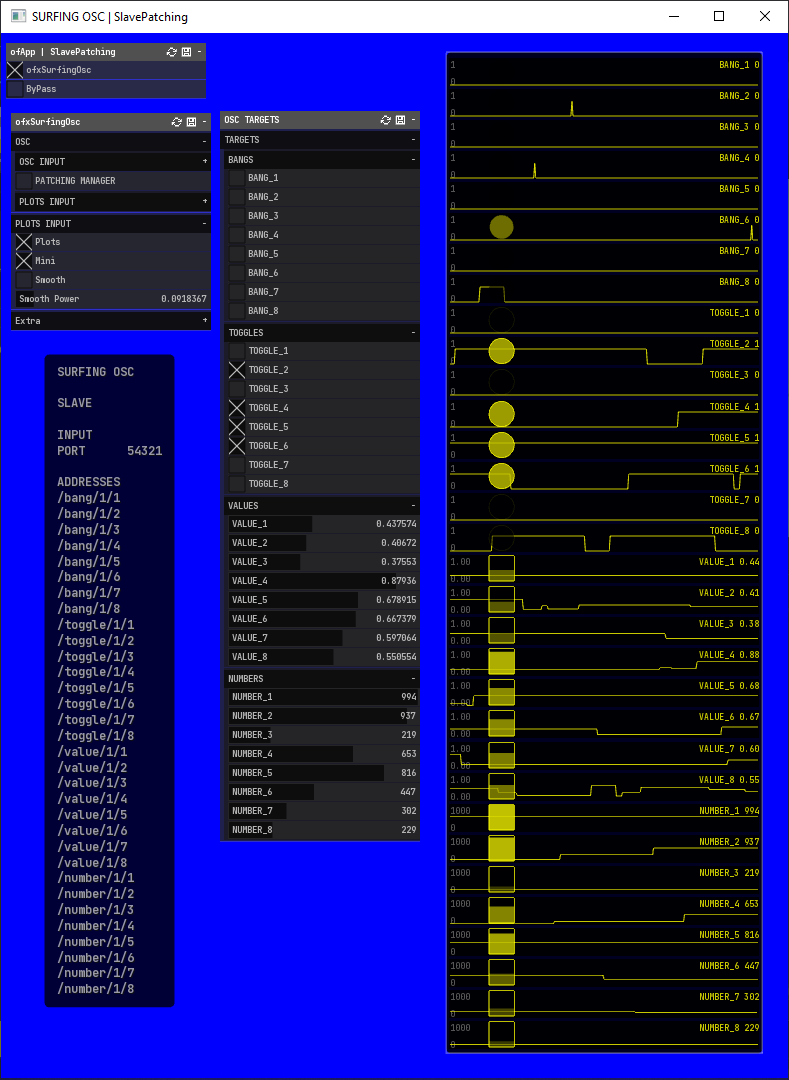 SURFING OSC | SlavePatching
ofApp | SlavePatching
-
ofxSurfingOsc
ByPass
ofxSurfingOsc
-
OSC
-
OSC INPUT
+
PATCHING MANAGER
PLOTS INPUT
+
PLOTS INPUT
-
Plots
Mini
Smooth
Smooth Power 0.0918367
Extra
+
SURFING OSC
SLAVE
INPUT
PORT 54321
ADDRESSES
/bang/1/1
/bang/1/2
/bang/1/3
/bang/1/4
/bang/1/5
/bang/1/6
/bang/1/7
/bang/1/8
/toggle/1/1
/toggle/1/2
/toggle/1/3
/toggle/1/4
/toggle/1/5
/toggle/1/6
/toggle/1/7
/toggle/1/8
/value/1/1
/value/1/2
/value/1/3
/value/1/4
/value/1/5
/value/1/6
/value/1/7
/value/1/8
/number/1/1
/number/1/2
/number/1/3
/number/1/4
/number/1/5
/number/1/6
/number/1/7
/number/1/8
OSC TARGETS
-
TARGETS
-
BANGS
-
BANG_1
BANG_2
BANG_3
BANG_4
BANG_5
BANG_6
BANG_7
BANG_8
TOGGLES
-
TOGGLE_1
TOGGLE_2
TOGGLE_3
TOGGLE_4
TOGGLE_5
TOGGLE_6
TOGGLE_7
TOGGLE_8
VALUES
-
VALUE_1 0.437574
VALUE_2 0.40672
VALUE_3 0.37553
VALUE_4 0.87936
VALUE_5 0.678915
VALUE_6 0.667379
VALUE_7 0.597064
VALUE_8 0.550554
NUMBERS
-
NUMBER_1 994
NUMBER_2 937
NUMBER_3 219
NUMBER_4 653
NUMBER_5 816
NUMBER_6 447
NUMBER_7 302
NUMBER_8 229
1 BANG_1 0
0
1 BANG_2 0
0
1 BANG_3 0
0
1 BANG_4 0
0
1 BANG_5 0
0
1 BANG_6 0
0
1 BANG_7 0
0
1 BANG_8 0
0
1 TOGGLE_1 0
0
1 TOGGLE_2 1
0
1 TOGGLE_3 0
0
1 TOGGLE_4 1
0
1 TOGGLE_5 1
0
1 TOGGLE_6 1
0
1 TOGGLE_7 0
0
1 TOGGLE_8 0
0
1.00 VALUE_1 0.44
0.00
1.00 VALUE_2 0.41
0.00
1.00 VALUE_3 0.38
0.00
1.00 VALUE_4 0.88
0.00
1.00 VALUE_5 0.68
0.00
1.00 VALUE_6 0.67
0.00
1.00 VALUE_7 0.60
0.00
1.00 VALUE_8 0.55
0.00
1000 NUMBER_1 994
0
1000 NUMBER_2 937
0
1000 NUMBER_3 219
0
1000 NUMBER_4 653
0
1000 NUMBER_5 816
0
1000 NUMBER_6 447
0
1000 NUMBER_7 302
0
1000 NUMBER_8 229
0